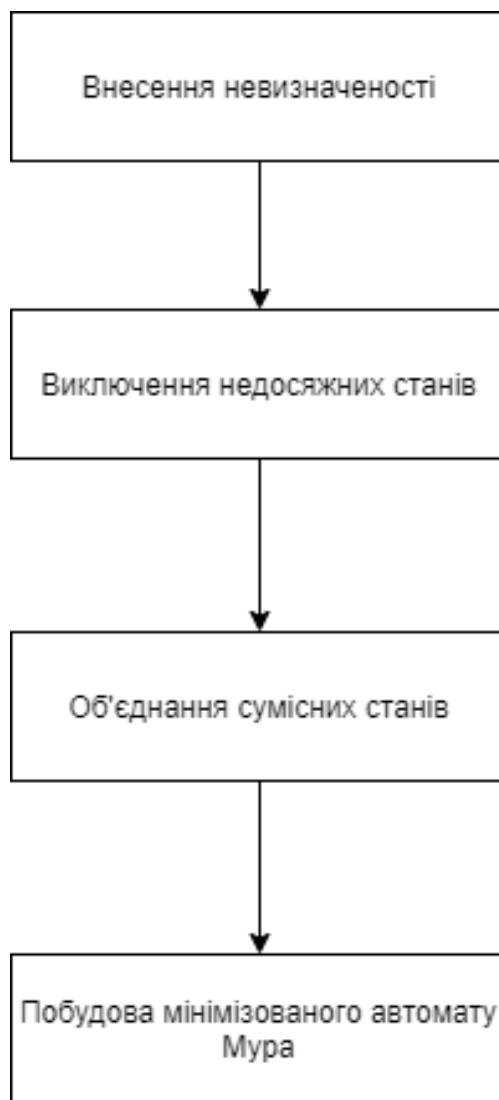 Внесення невизначеності
Виключення недосяжних станів
Об'єднання сумісних станів
Побудова мінімізованого автомату
Мура